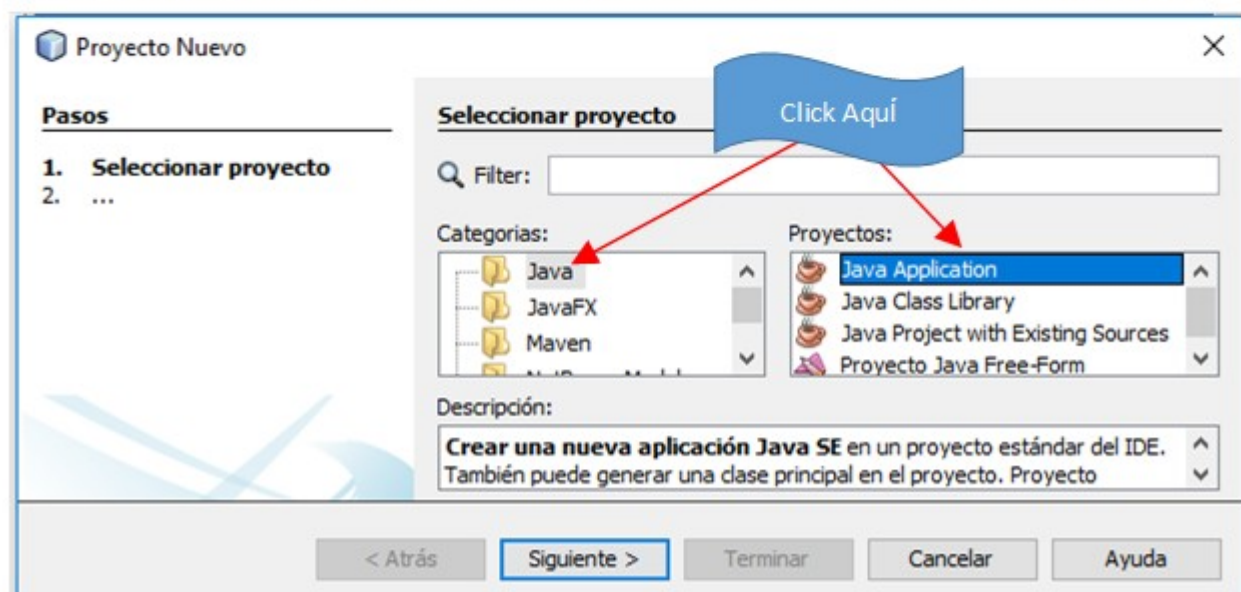 Proyecto Nuevo
Pasos
1. Seleccionar proyecto
2. ...
Seleccionar proyecto
Click Aquí
Filter:
Categorias:
Java
JavaFX
Maven
Proyectos:
Java Application
Java Class Library
Java Project with Existing Sources
Proyecto Java Free-Form
Descripción:
Crear una nueva aplicación Java SE en un proyecto estándar del IDE.
También puede generar una clase principal en el proyecto. Proyecto
< Atrás
Siguiente >
Terminar
Cancelar
Ayuda